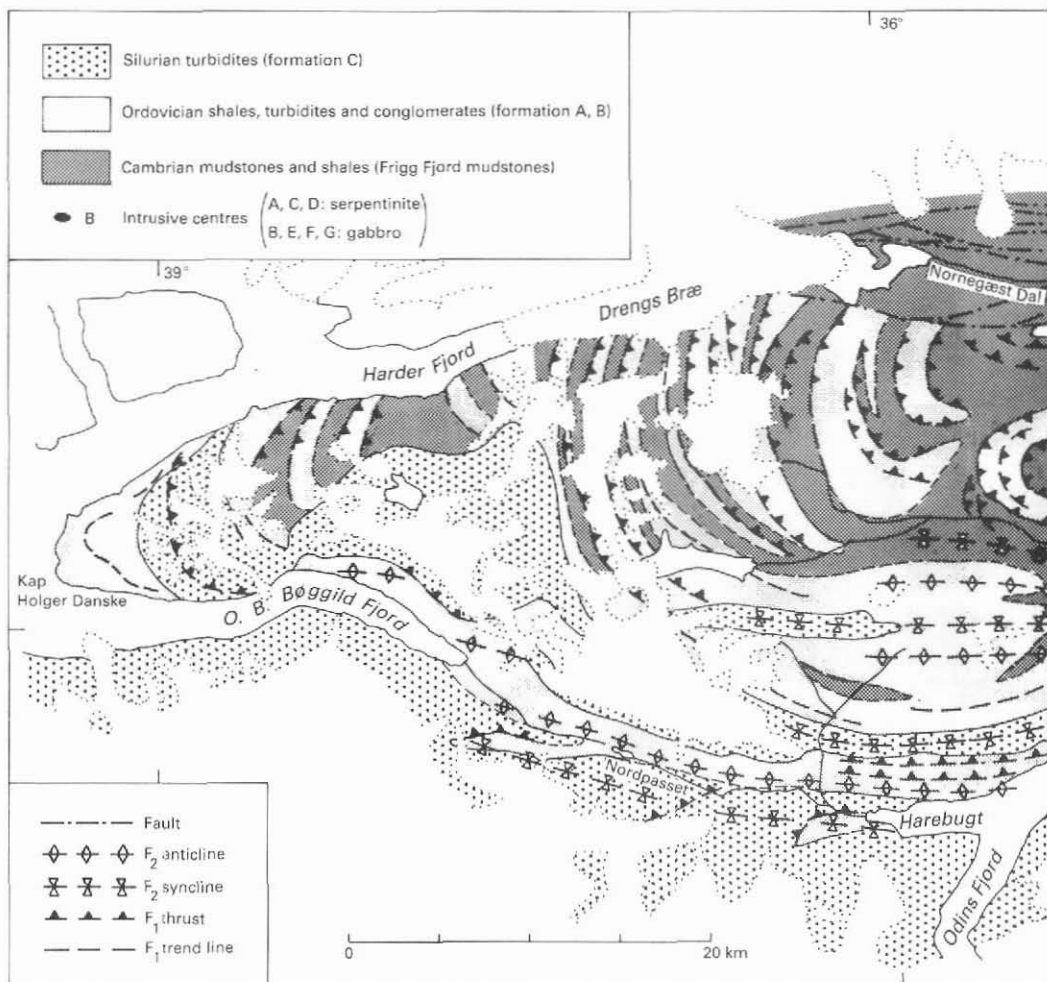 Silurian turbidites (formation C)
Ordovician shales, turbidites and conglomerates (formation A, B)
Cambrian mudstones and shales (Frigg Fjord mudstones)
B Intrusive centres (A, C, D: serpentinite
B, E, F, G: gabbro)
36°
39°
Nornegæst Dal
Drengs Bræ
Harder Fjord
Kap
Holger Danske
O. B. Bøggild Fjord
Nordpasset
Harebugt
Odins Fjord
Fault
F2 anticline
F2 syncline
F1 thrust
F1 trend line
0 20 km